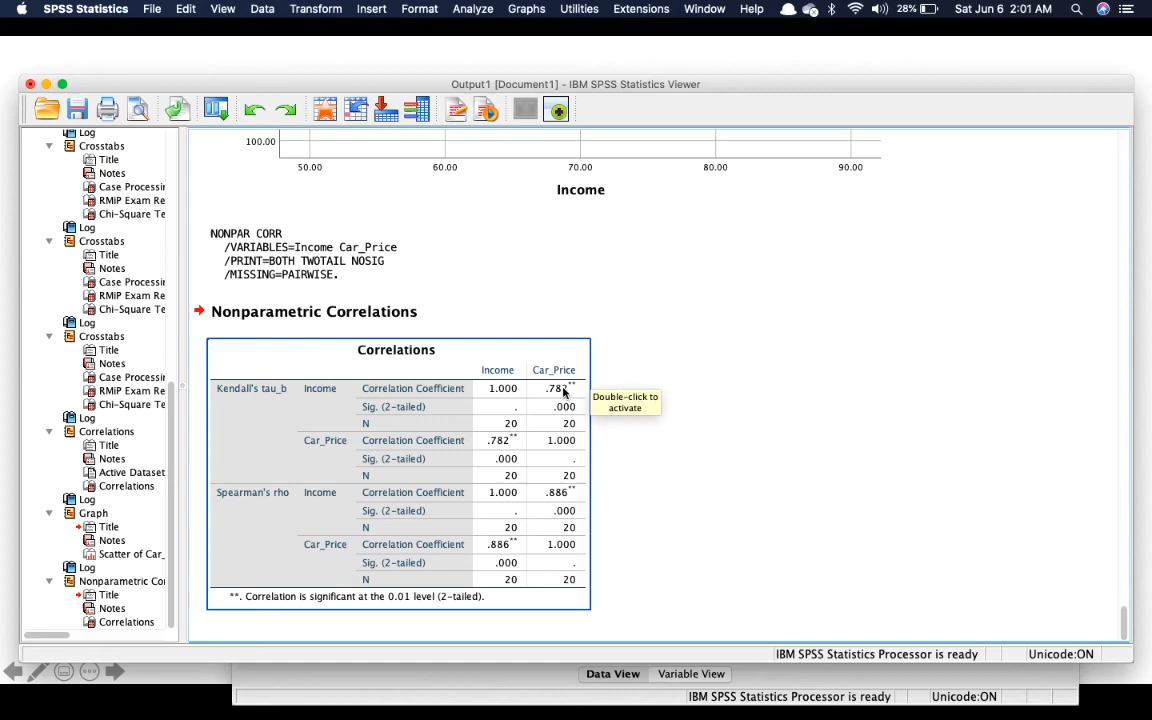 SPSS Statistics File Edit View Data Transform Insert Format Analyze Graphs Utilities Extensions Window Help 28% Sat Jun 6 2:01 AM
Output1 [Document1] - IBM SPSS Statistics Viewer
Log
Crosstabs
Title
Notes
Case Processin
RMiP Exam Re
Chi-Square Te
Log
Crosstabs
Title
Notes
Case Processin
RMiP Exam Re
Chi-Square Te
Log
Crosstabs
Title
Notes
Case Processin
RMiP Exam Re
Chi-Square Te
Log
Correlations
Title
Notes
Active Dataset
Correlations
Log
Graph
Title
Notes
Scatter of Car_
Log
Nonparametric Cor
Title
Notes
Correlations
100.00
50.00 60.00 70.00 80.00 90.00
Income
NONPAR CORR
/VARIABLES=Income Car_Price
/PRINT=BOTH TWOTAIL NOSIG
/MISSING=PAIRWISE.
Nonparametric Correlations
Correlations
Income Car_Price
Kendall's tau_b Income Correlation Coefficient 1.000 .782**
Sig. (2-tailed) . .000
N 20 20
Car_Price Correlation Coefficient .782** 1.000
Sig. (2-tailed) .000 .
N 20 20
Spearman's rho Income Correlation Coefficient 1.000 .886**
Sig. (2-tailed) . .000
N 20 20
Car_Price Correlation Coefficient .886** 1.000
Sig. (2-tailed) .000 .
N 20 20
**. Correlation is significant at the 0.01 level (2-tailed).
Double-click to
activate
IBM SPSS Statistics Processor is ready Unicode:ON
Data View Variable View
IBM SPSS Statistics Processor is ready Unicode:ON